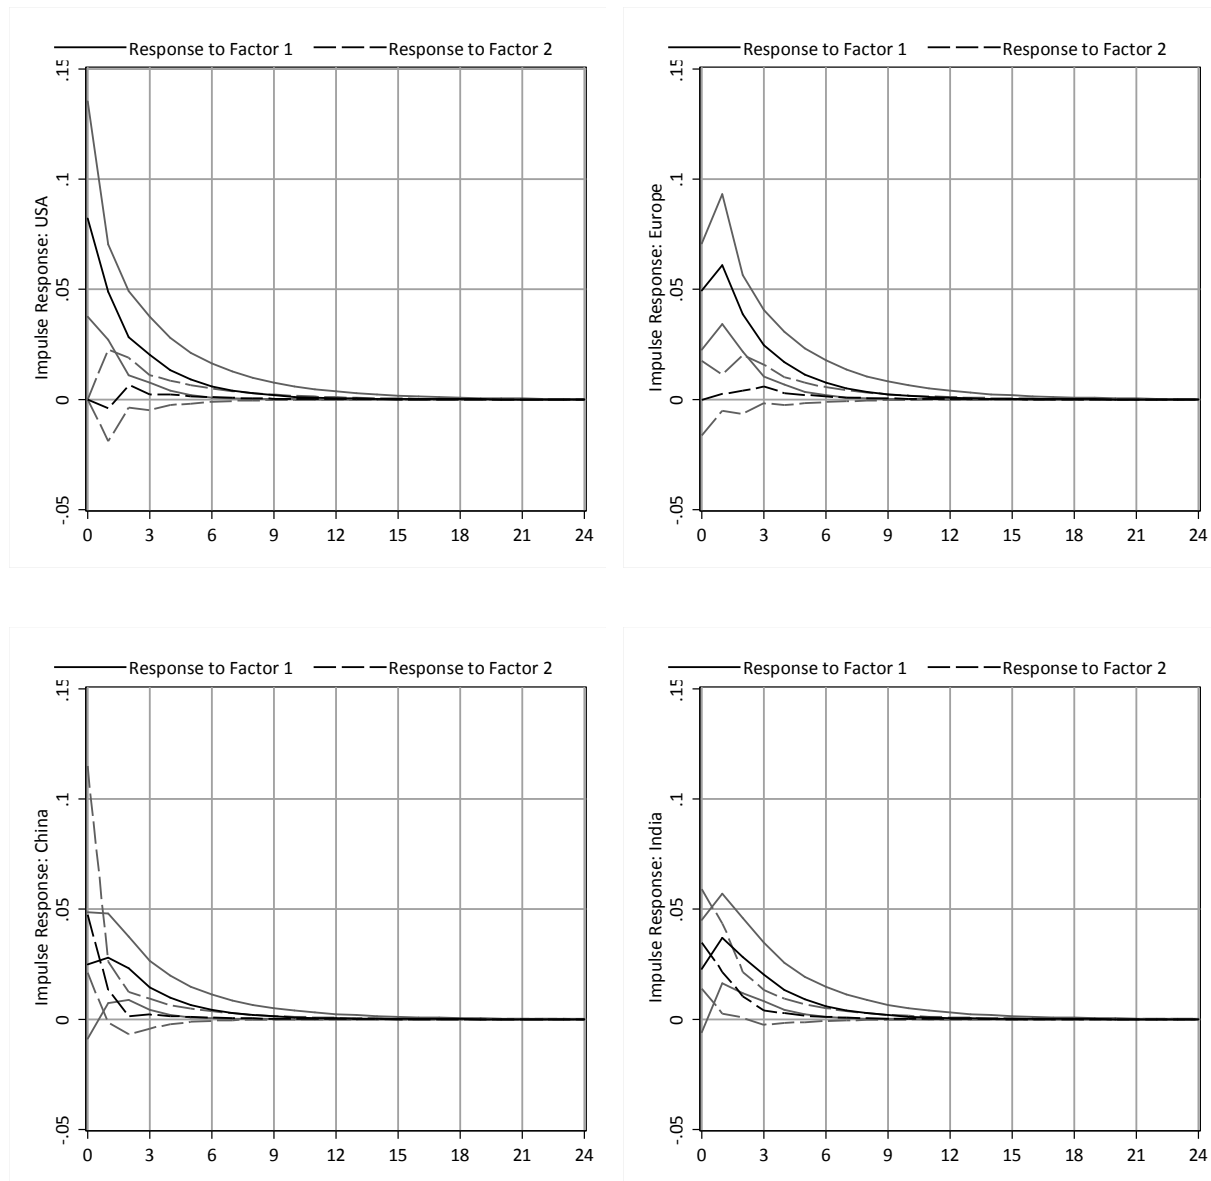 Response to Factor 1 Response to Factor 2
Impulse Response: USA
.15
.1
.05
0
-.05
0 3 6 9 12 15 18 21 24
Response to Factor 1 Response to Factor 2
Impulse Response: Europe
.15
.1
.05
0
-.05
0 3 6 9 12 15 18 21 24
Response to Factor 1 Response to Factor 2
Impulse Response: China
.15
.1
.05
0
-.05
0 3 6 9 12 15 18 21 24
Response to Factor 1 Response to Factor 2
Impulse Response: India
.15
.1
.05
0
-.05
0 3 6 9 12 15 18 21 24